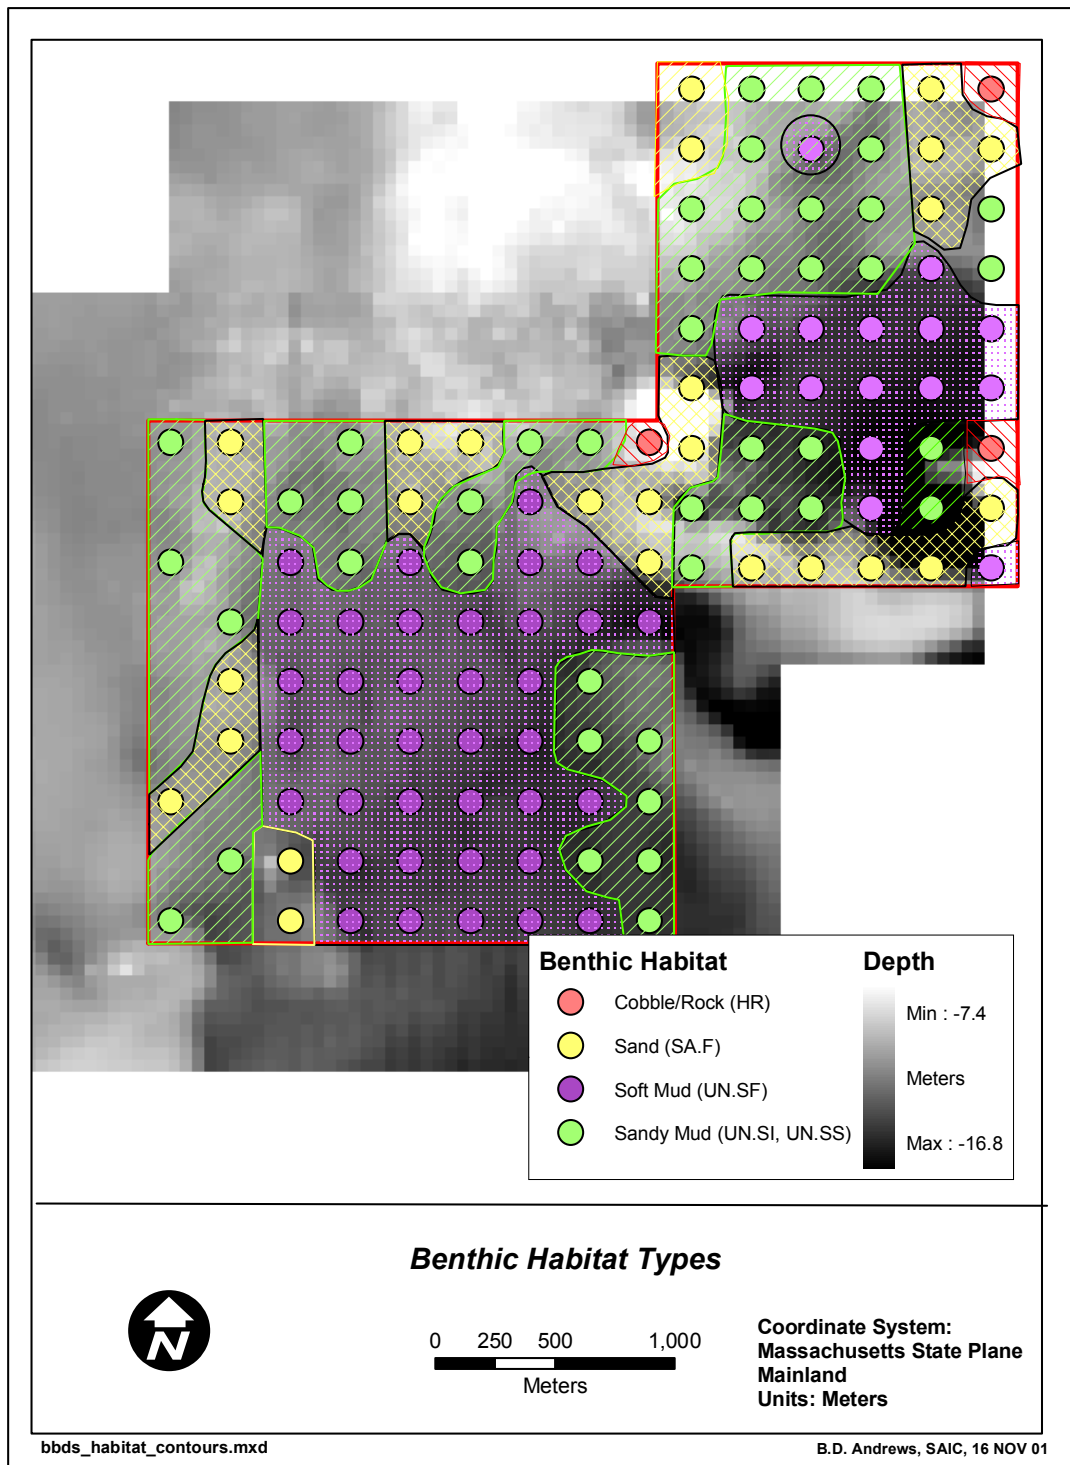 Benthic Habitat
Cobble/Rock (HR)
Sand (SA.F)
Soft Mud (UN.SF)
Sandy Mud (UN.SI, UN.SS)
Depth
Min : -7.4
Meters
Max : -16.8
Benthic Habitat Types
N
0 250 500 1,000
Meters
Coordinate System:
Massachusetts State Plane
Mainland
Units: Meters
bbds_habitat_contours.mxd
B.D. Andrews, SAIC, 16 NOV 01